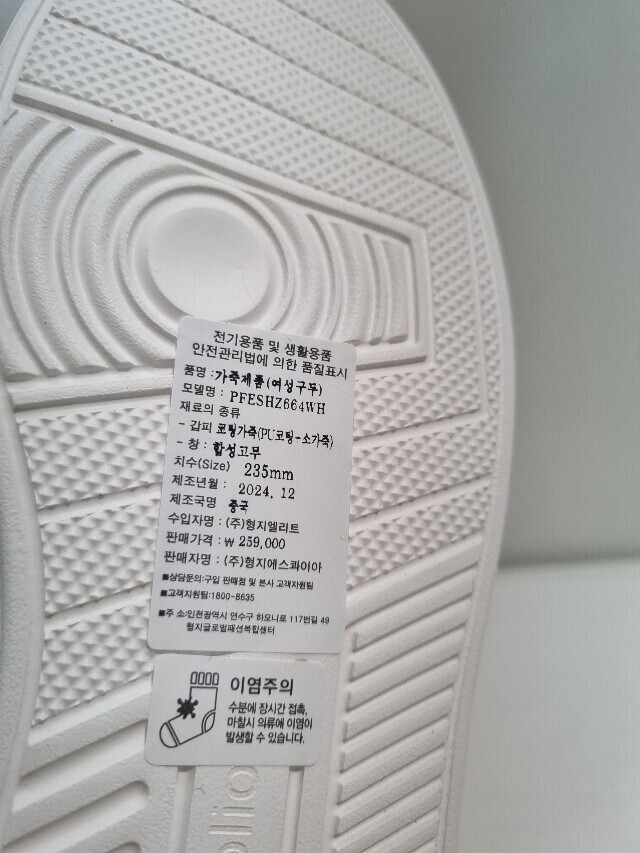 전기용품 및 생활용품
안전관리법에 의한 품질표시
품명 : 가죽제품(여성구두)
모델명 : PFESHZ664WH
재료의 종류
- 갑피 코팅가죽(PU코팅-소가죽)
- 창 : 합성고무
치수(Size) 235mm
제조년월 : 2024. 12
제조국명 중국
수입자명 : (주)형지엘리트
판매가격 : ₩ 259,000
판매자명 : (주)형지에스콰이아
■상담문의:구입 판매점 및 본사 고객지원팀
■고객지원팀:1800-8635
■주 소:인천광역시 연수구 하모니로 177번길 49
형지글로벌패션복합센터
이염주의
수분에 장시간 접촉,
마찰시 의류에 이염이
발생할 수 있습니다.